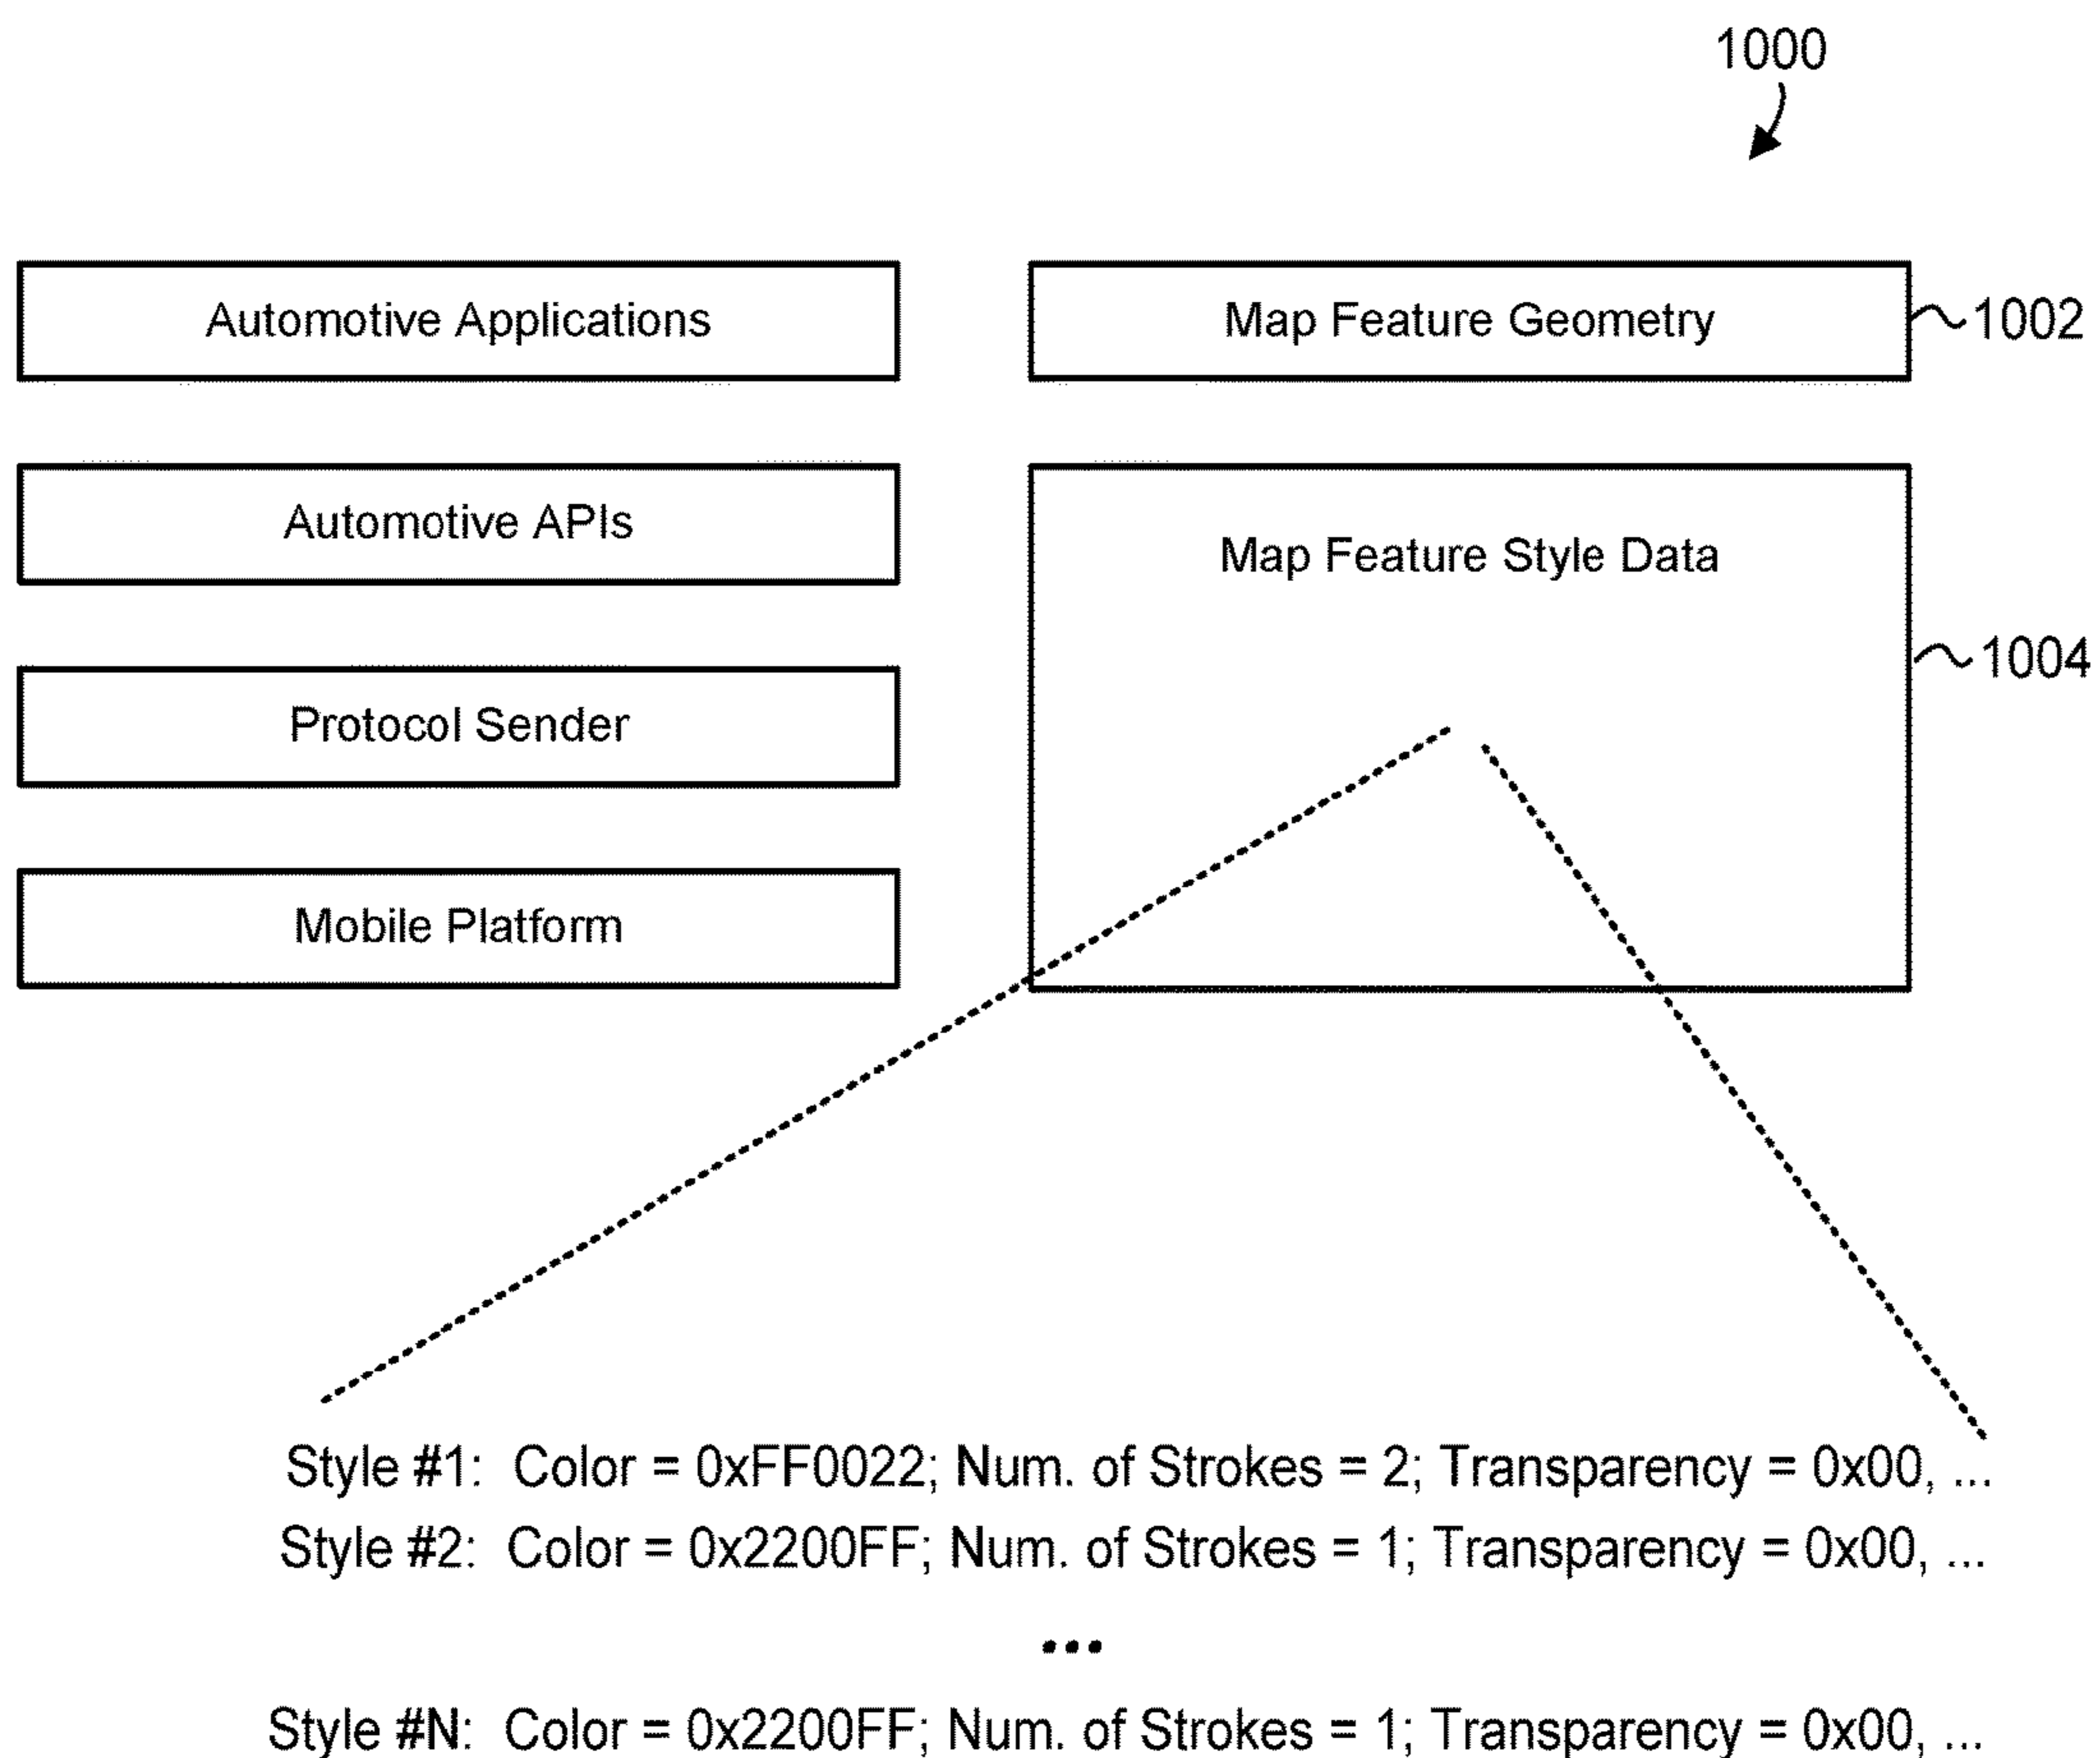 1000
Automotive Applications
Map Feature Geometry
1002
Automotive APIs
Map Feature Style Data
1004
Protocol Sender
Mobile Platform
Style #1: Color = 0xFF0022; Num. of Strokes = 2; Transparency = 0x00, ...
Style #2: Color = 0x2200FF; Num. of Strokes = 1; Transparency = 0x00, ...
...
Style #N: Color = 0x2200FF; Num. of Strokes = 1; Transparency = 0x00, ...